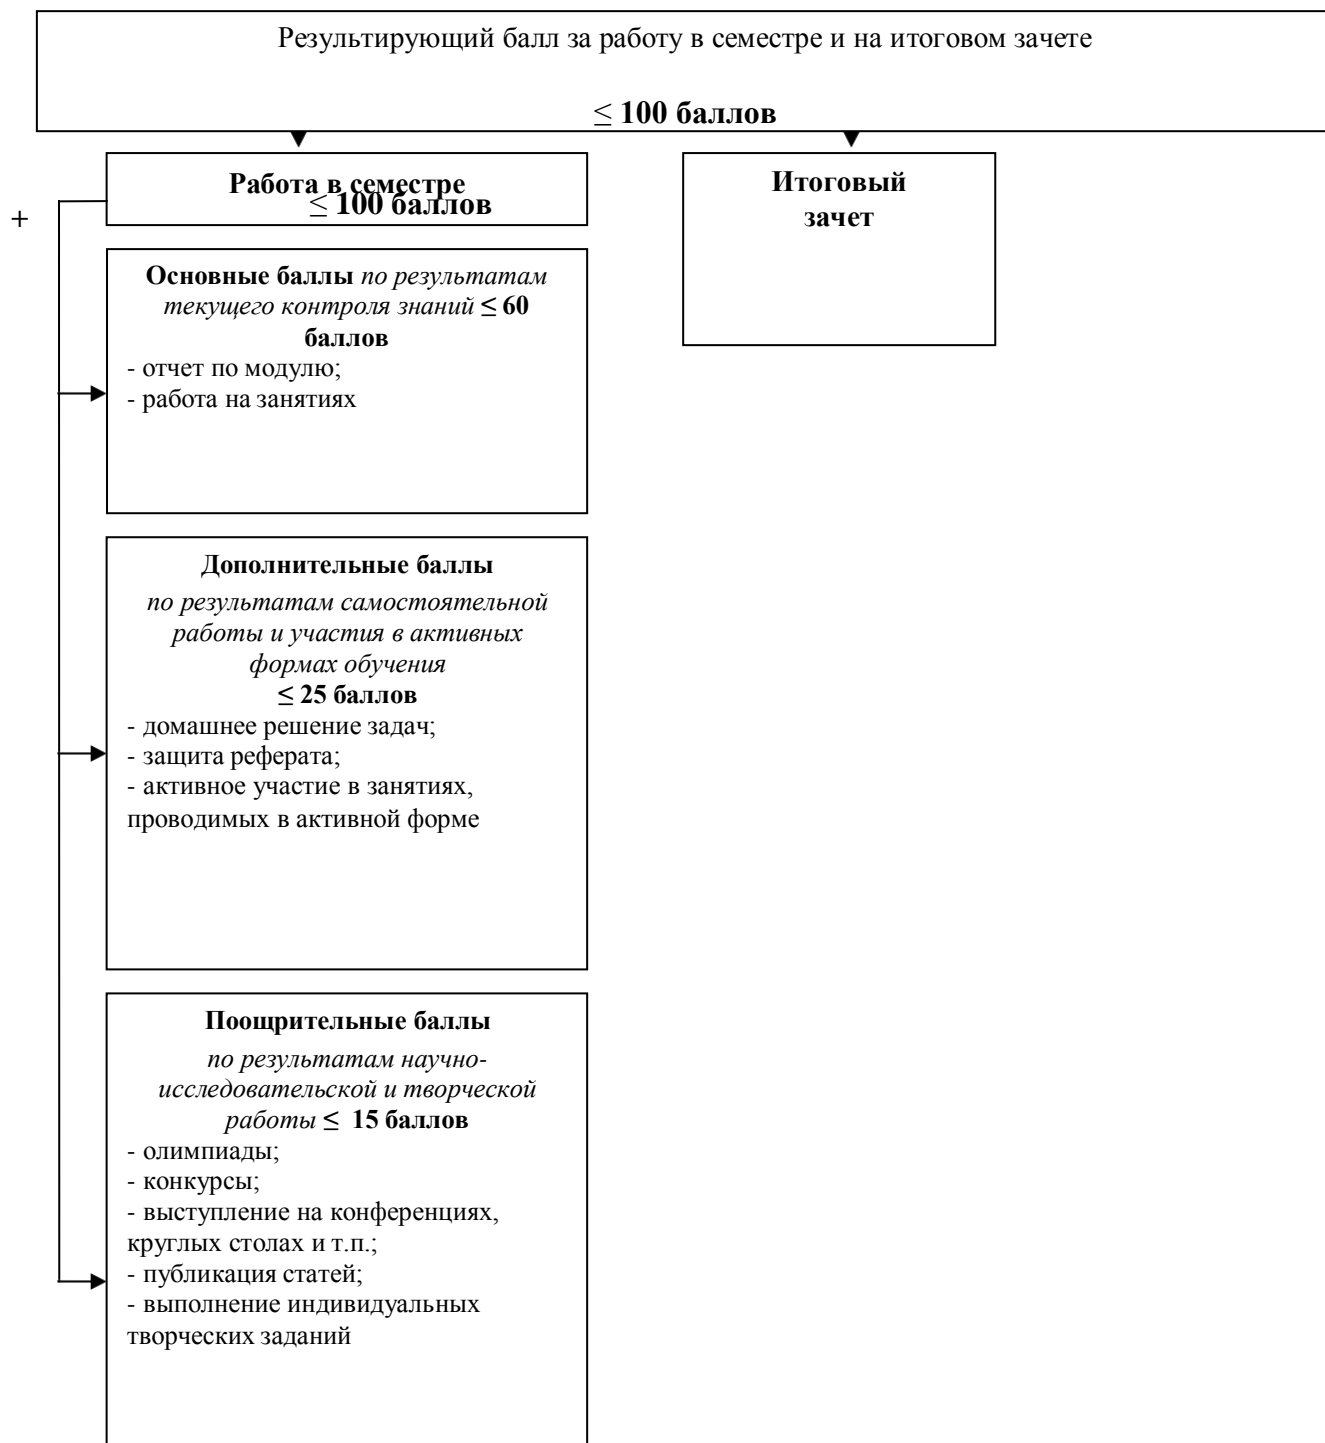 Результирующий балл за работу в семестре и на итоговом зачете
≤ 100 баллов
Работа в семестре
≤ 100 баллов
Итоговый
зачет
+
Основные баллы по результатам
текущего контроля знаний ≤ 60
баллов
- отчет по модулю;
- работа на занятиях
Дополнительные баллы
по результатам самостоятельной
работы и участия в активных
формах обучения
≤ 25 баллов
- домашнее решение задач;
- защита реферата;
- активное участие в занятиях,
проводимых в активной форме
Поощрительные баллы
по результатам научно-
исследовательской и творческой
работы ≤ 15 баллов
- олимпиады;
- конкурсы;
- выступление на конференциях,
круглых столах и т.п.;
- публикация статей;
- выполнение индивидуальных
творческих заданий